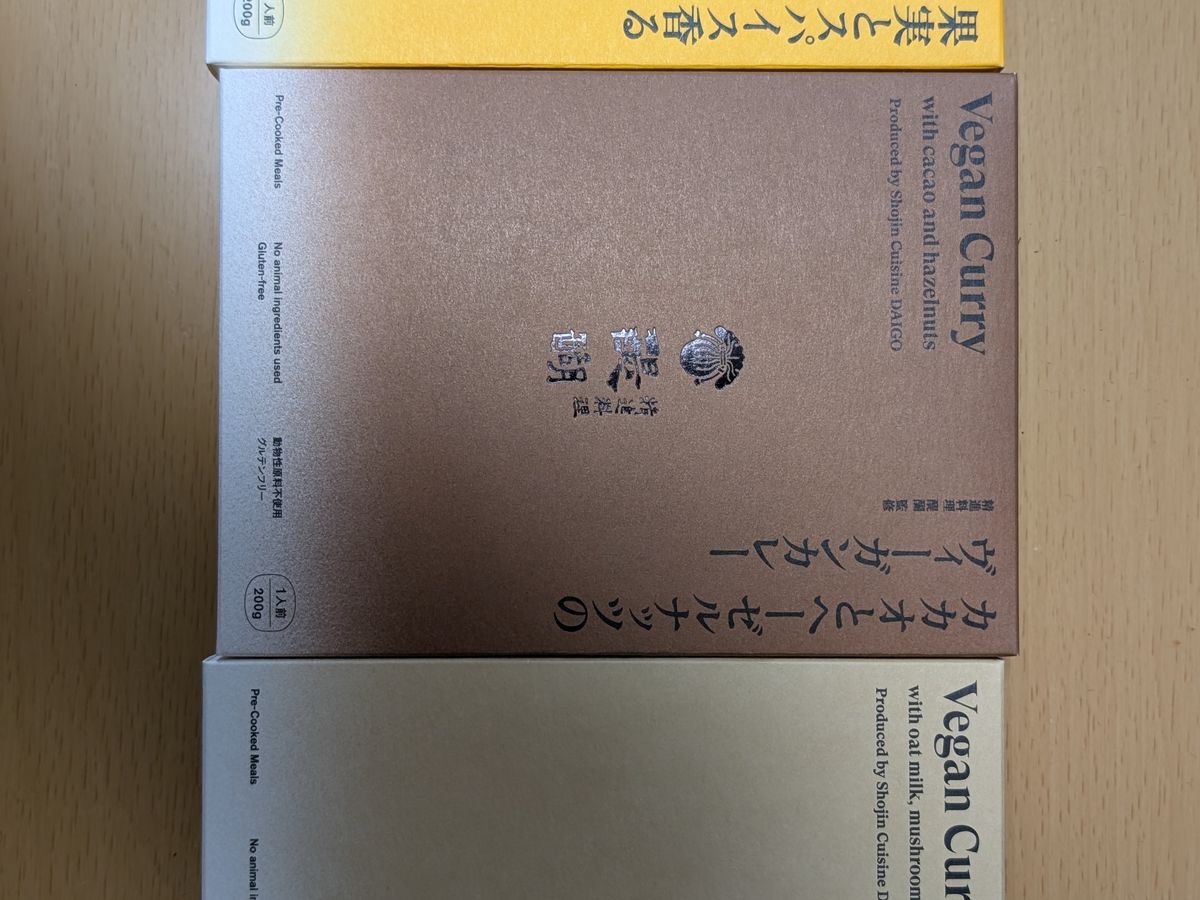 果実とスパイス香る
1人前
200g
Vegan Curry
with cacao and hazelnuts
Produced by Shojin Cuisine DAIGO
カカオとヘーゼルナッツの
ヴィーガンカレー
精進料理 醍醐 監修
醍醐
精進料理
Pre-Cooked Meals
No animal ingredients used
Gluten-free
動物性原料不使用
グルテンフリー
1人前
200g
Vegan Cur
with oat milk, mushroom
Produced by Shojin Cuisine D
Pre-Cooked Meals
No animal in